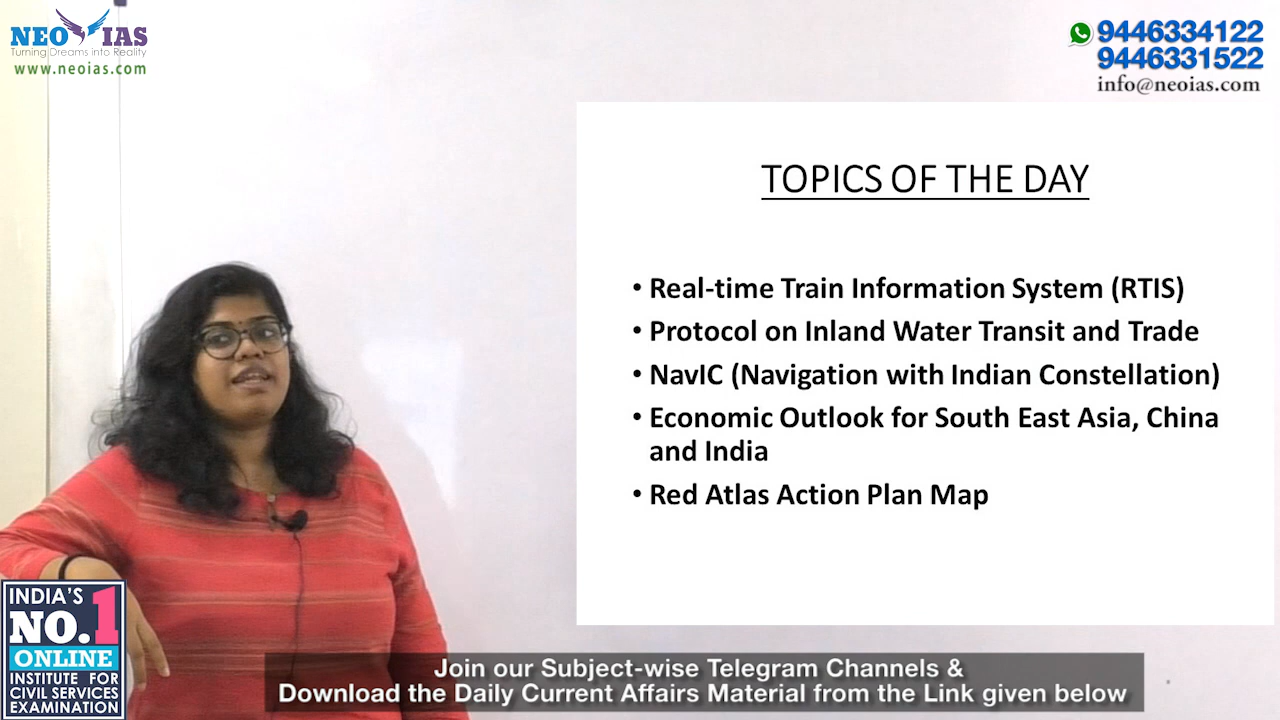 NEO IAS
Turning Dreams into Reality
www.neoias.com
9446334122
9446331522
info@neoias.com
TOPICS OF THE DAY
• Real-time Train Information System (RTIS)
• Protocol on Inland Water Transit and Trade
• NavIC (Navigation with Indian Constellation)
• Economic Outlook for South East Asia, China
and India
• Red Atlas Action Plan Map
INDIA'S
NO.1
ONLINE
INSTITUTE FOR
CIVIL SERVICES
EXAMINATION
Join our Subject-wise Telegram Channels &
Download the Daily Current Affairs Material from the Link given below